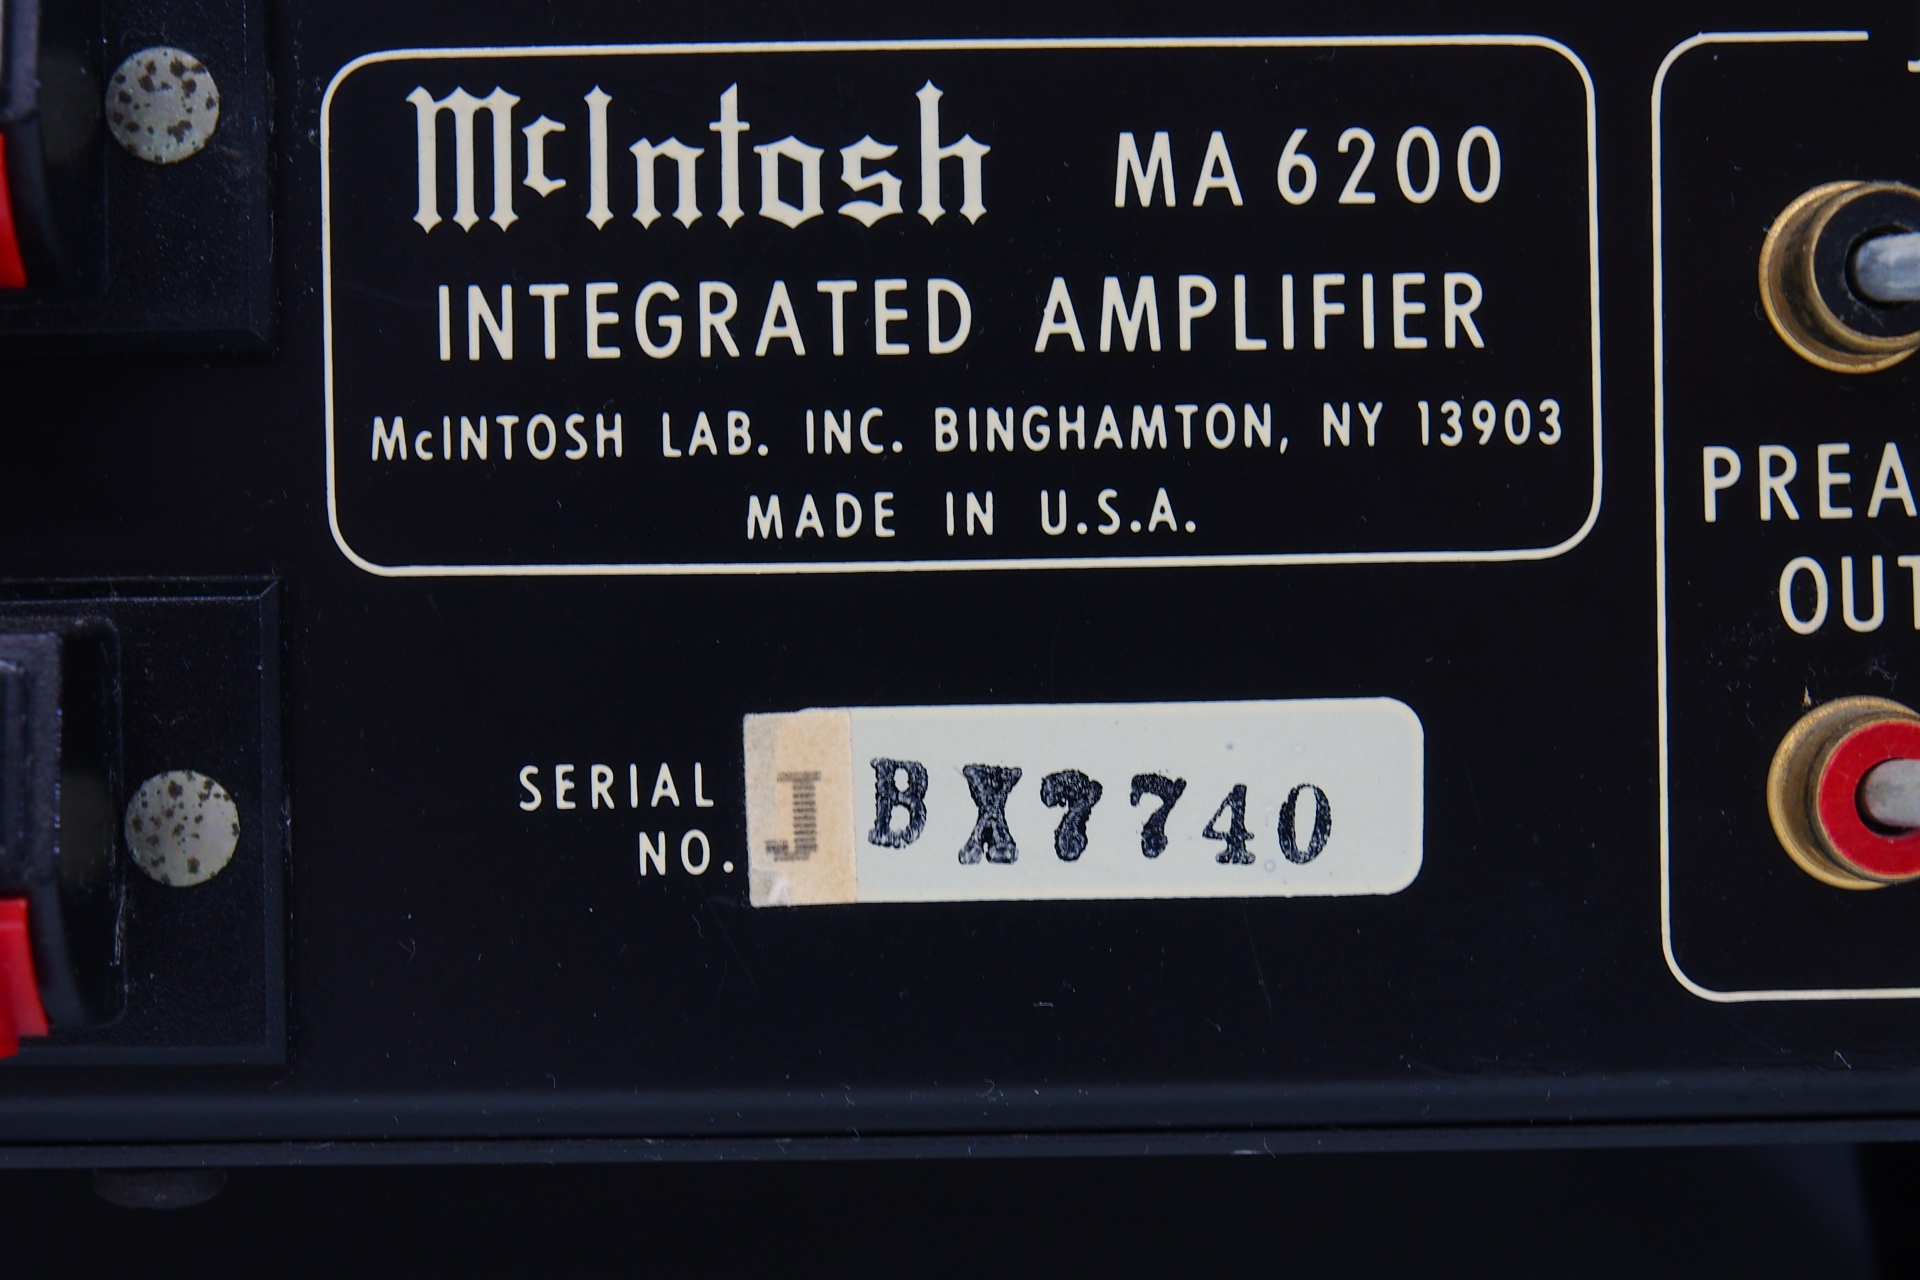 McIntosh MA 6200
INTEGRATED AMPLIFIER
McINTOSH LAB. INC. BINGHAMTON, NY 13903
MADE IN U.S.A.
SERIAL
NO.
J BX7740
PREA
OUT